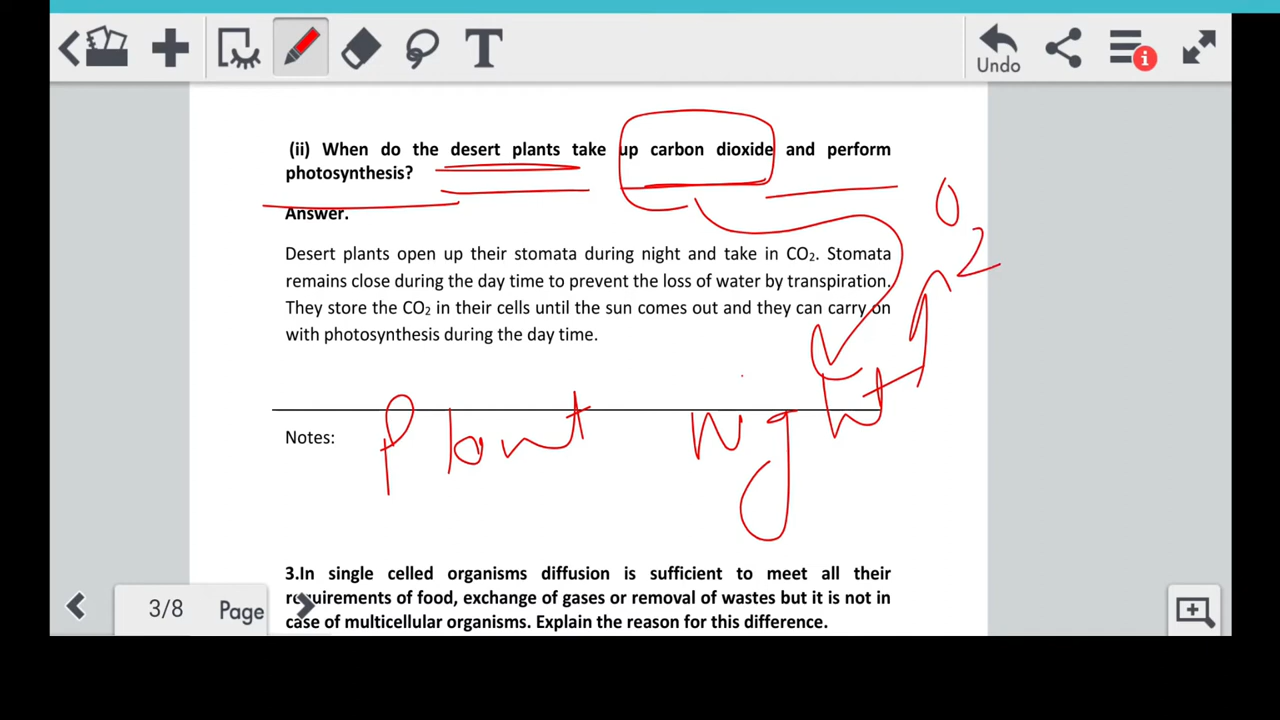 Undo
(ii) When do the desert plants take up carbon dioxide and perform
photosynthesis?
Answer.
Desert plants open up their stomata during night and take in CO₂. Stomata
remains close during the day time to prevent the loss of water by transpiration.
They store the CO₂ in their cells until the sun comes out and they can carry on
with photosynthesis during the day time.
O2
Plant Night
Notes:
3.In single celled organisms diffusion is sufficient to meet all their
requirements of food, exchange of gases or removal of wastes but it is not in
case of multicellular organisms. Explain the reason for this difference.
3/8 Page